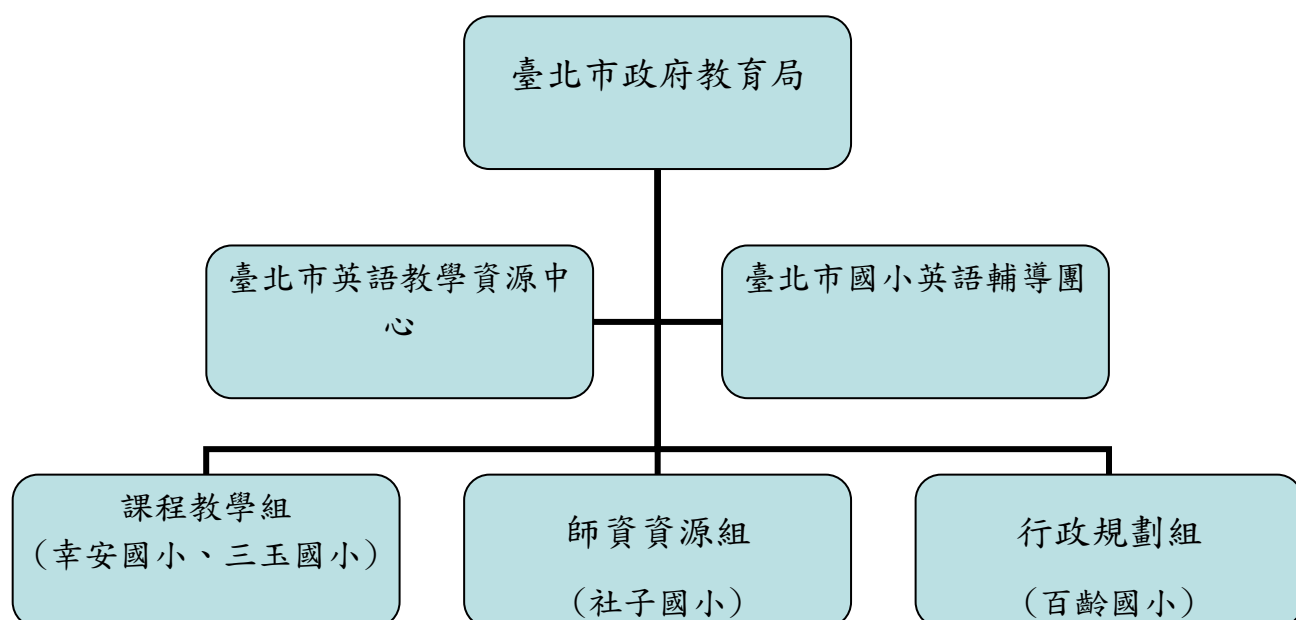 臺北市政府教育局
臺北市英語教學資源中
心
臺北市國小英語輔導團
課程教學組
(幸安國小、三玉國小)
師資資源組
(社子國小)
行政規劃組
(百齡國小)